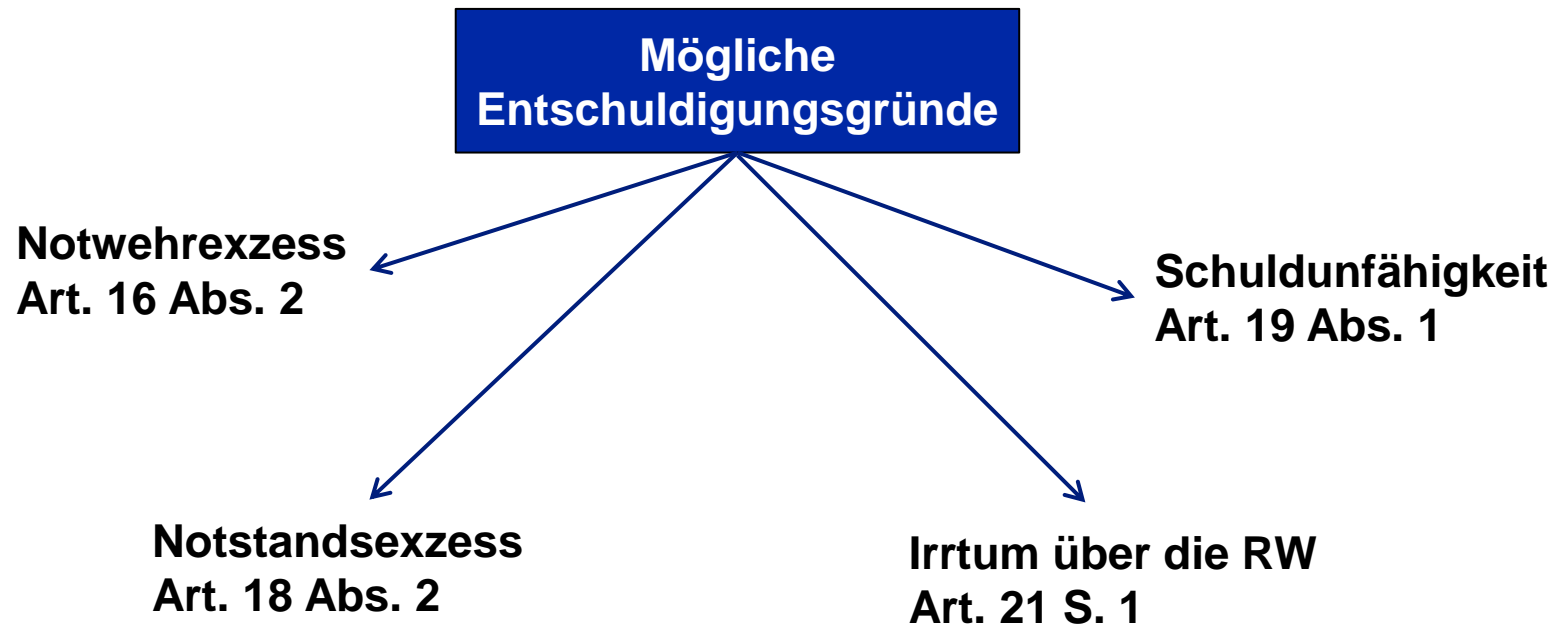 Mögliche
Entschuldigungsgründe
Notwehrexzess
Art. 16 Abs. 2
Schuldunfähigkeit
Art. 19 Abs. 1
Notstandsexzess
Art. 18 Abs. 2
Irrtum über die RW
Art. 21 S. 1